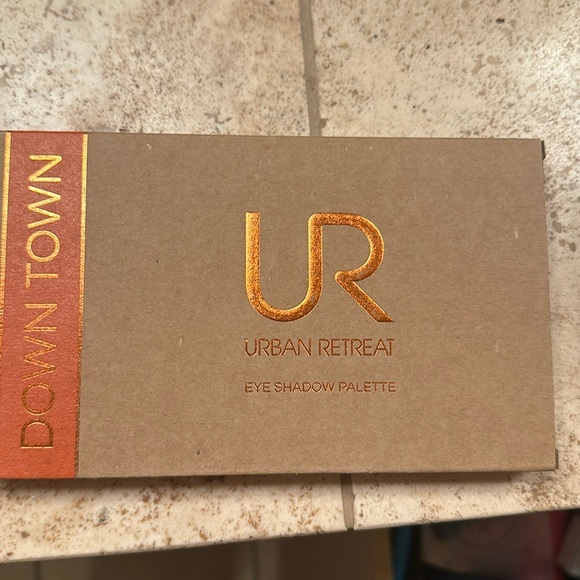 DOWN TOWN
UR
URBAN RETREAT
EYE SHADOW PALETTE